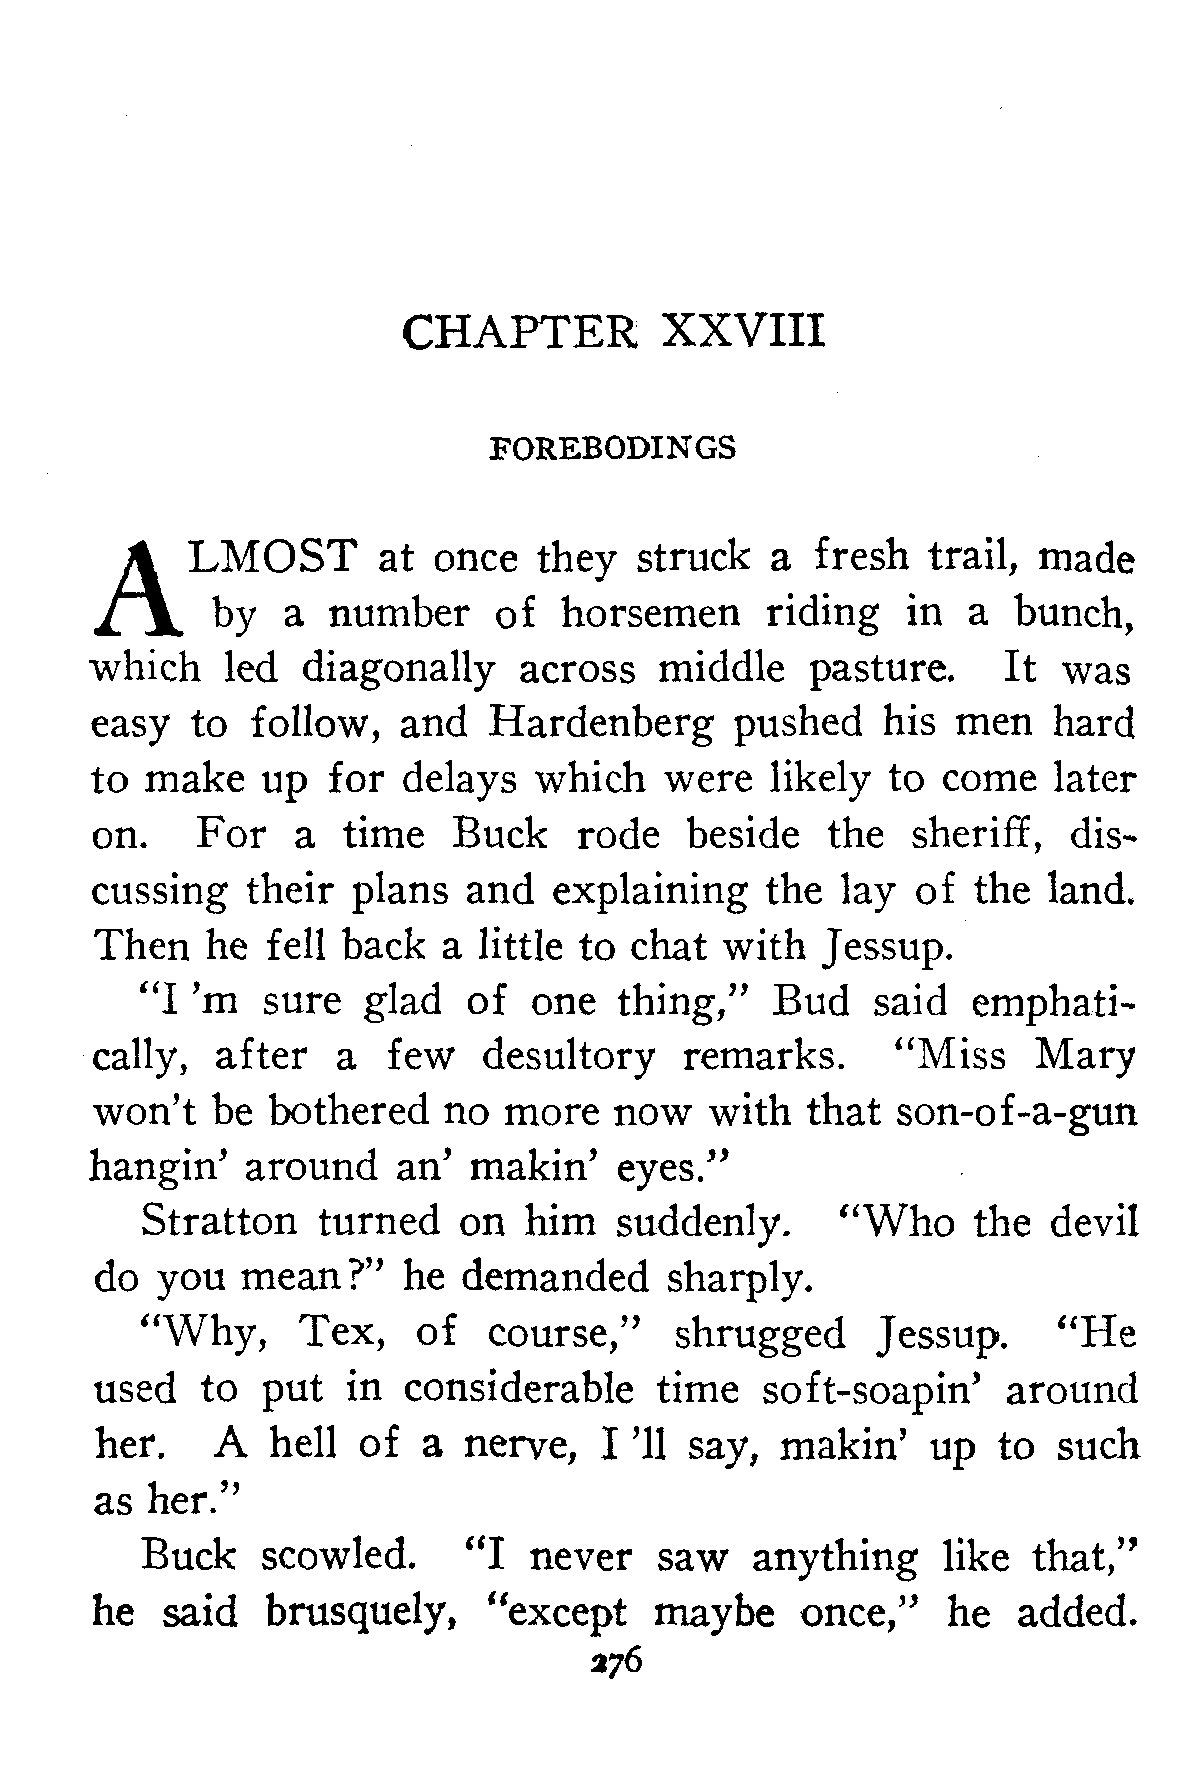 CHAPTER XXVIII
FOREBODINGS
ALMOST at once they struck a fresh trail, made
by a number of horsemen riding in a bunch,
which led diagonally across middle pasture. It was
easy to follow, and Hardenberg pushed his men hard
to make up for delays which were likely to come later
on. For a time Buck rode beside the sheriff, dis-
cussing their plans and explaining the lay of the land.
Then he fell back a little to chat with Jessup.
“I ’m sure glad of one thing,” Bud said emphati-
cally, after a few desultory remarks. “Miss Mary
won’t be bothered no more now with that son-of-a-gun
hangin’ around an’ makin’ eyes.”
Stratton turned on him suddenly. “Who the devil
do you mean?” he demanded sharply.
“Why, Tex, of course,” shrugged Jessup. “He
used to put in considerable time soft-soapin’ around
her. A hell of a nerve, I ’ll say, makin’ up to such
as her.”
Buck scowled. “I never saw anything like that,”
he said brusquely, “except maybe once,” he added.
276